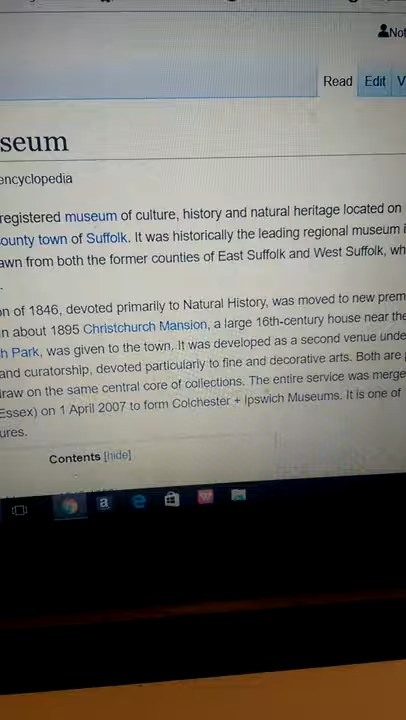 Not
Read Edit V
seum
encyclopedia
registered museum of culture, history and natural heritage located on
ounty town of Suffolk. It was historically the leading regional museum i
awn from both the former counties of East Suffolk and West Suffolk, wh
.
on of 1846, devoted primarily to Natural History, was moved to new prem
n about 1895 Christchurch Mansion, a large 16th-century house near the
h Park, was given to the town. It was developed as a second venue unde
and curatorship, devoted particularly to fine and decorative arts. Both are
raw on the same central core of collections. The entire service was merge
Essex) on 1 April 2007 to form Colchester + Ipswich Museums. It is one of
ures.
Contents [hide]
a